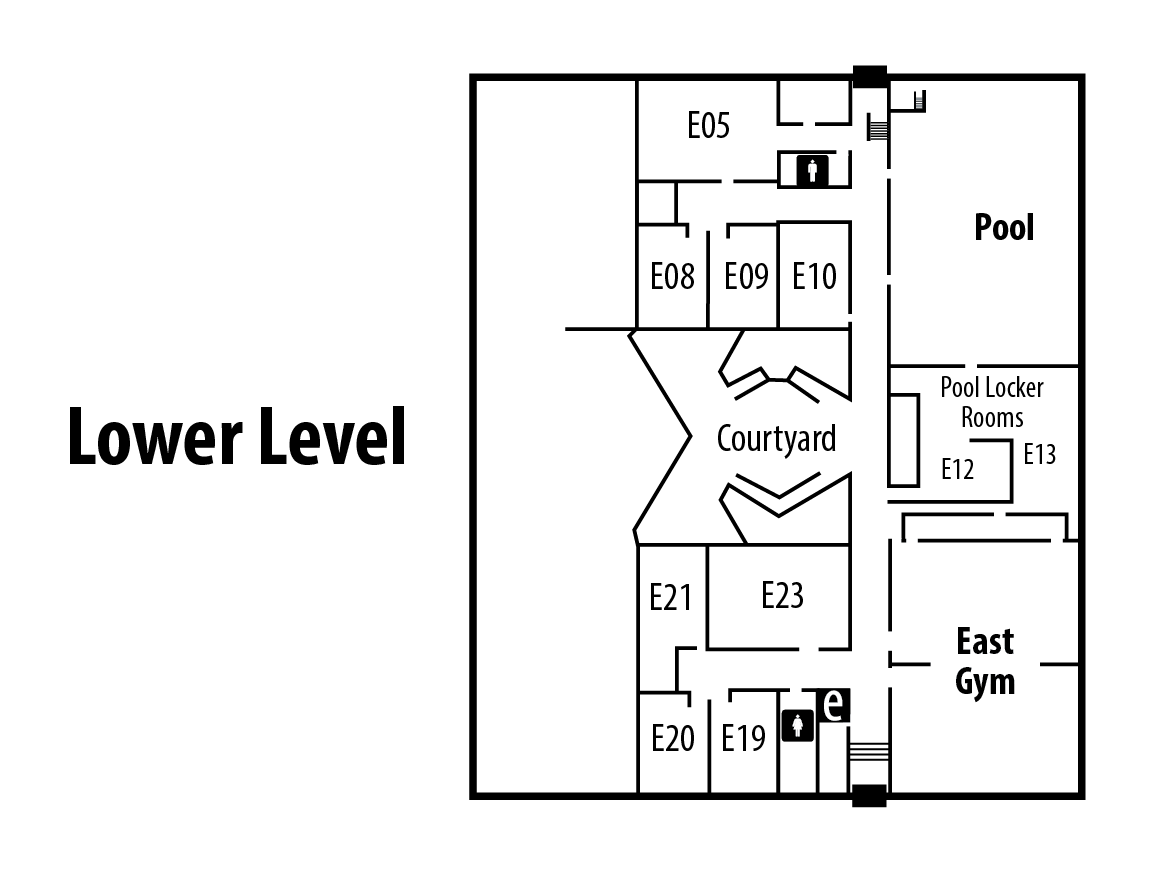 Lower Level
E05
Pool
E08
E09
E10
Pool Locker
Rooms
Courtyard
E12
E13
E21
E23
East
Gym
e
E20
E19